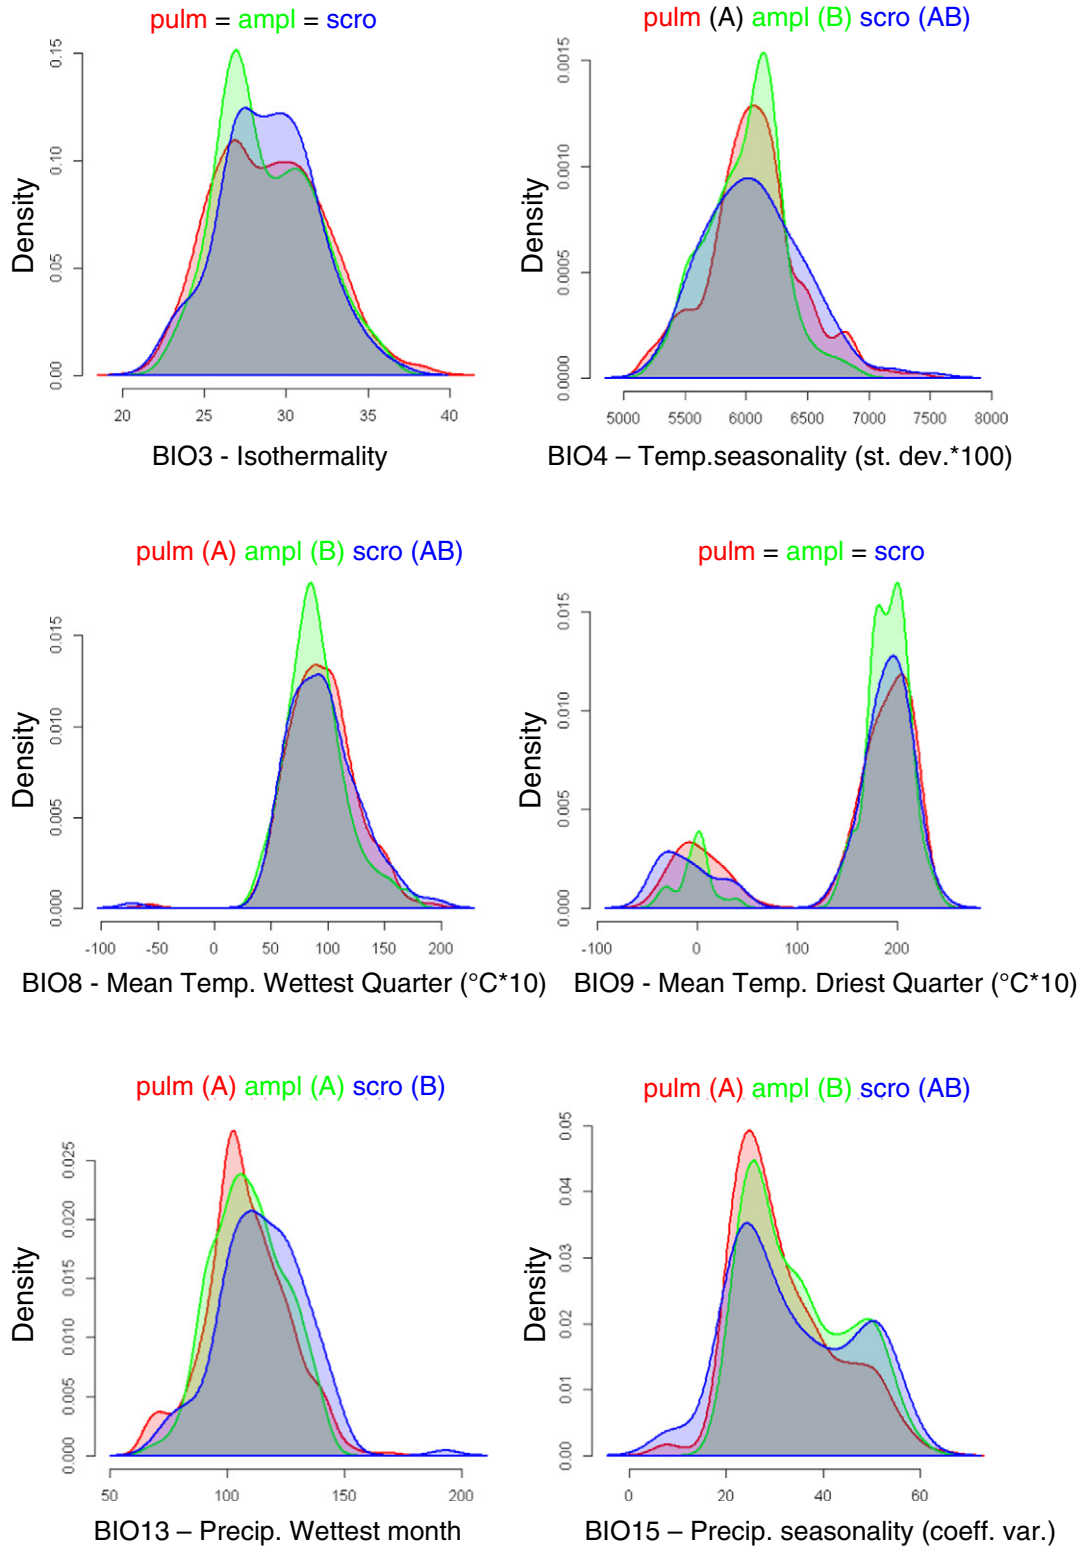 pulm = ampl = scro
0.15
0.10
0.05
0.00
Density
20 25 30 35 40
BIO3 - Isothermality
pulm (A) ampl (B) scro (AB)
0.0015
0.0010
0.0005
0.0000
Density
5000 5500 6000 6500 7000 7500 8000
BIO4 – Temp.seasonality (st. dev.*100)
pulm (A) ampl (B) scro (AB)
0.015
0.010
0.005
0.000
Density
-100 -50 0 50 100 150 200
BIO8 - Mean Temp. Wettest Quarter (°C*10)
pulm = ampl = scro
0.015
0.010
0.005
0.000
Density
-100 0 100 200
BIO9 - Mean Temp. Driest Quarter (°C*10)
pulm (A) ampl (A) scro (B)
0.025
0.020
0.015
0.010
0.005
0.000
Density
50 100 150 200
BIO13 – Precip. Wettest month
pulm (A) ampl (B) scro (AB)
0.05
0.04
0.03
0.02
0.01
0.00
Density
0 20 40 60
BIO15 – Precip. seasonality (coeff. var.)